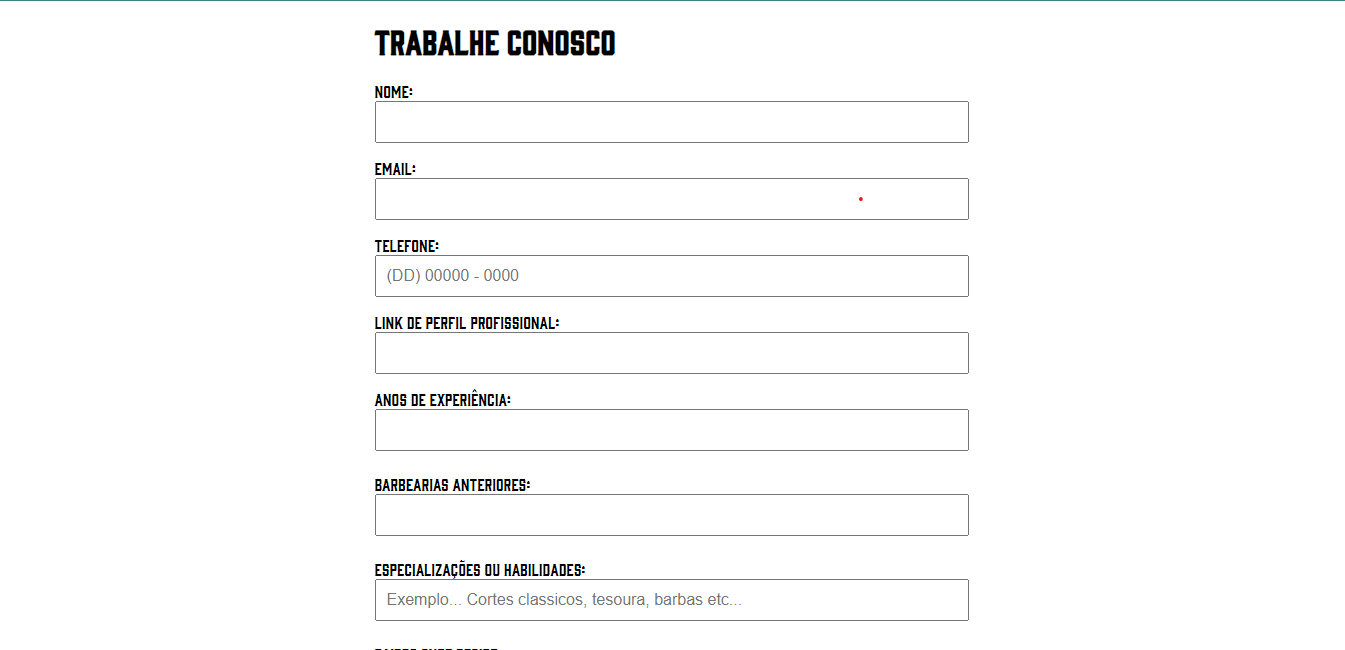 TRABALHE CONOSCO
NOME:
EMAIL:
TELEFONE:
(DD) 00000 - 0000
LINK DE PERFIL PROFISSIONAL:
ANOS DE EXPERIÊNCIA:
BARBEARIAS ANTERIORES:
ESPECIALIZAÇÕES OU HABILIDADES:
Exemplo... Cortes classicos, tesoura, barbas etc...